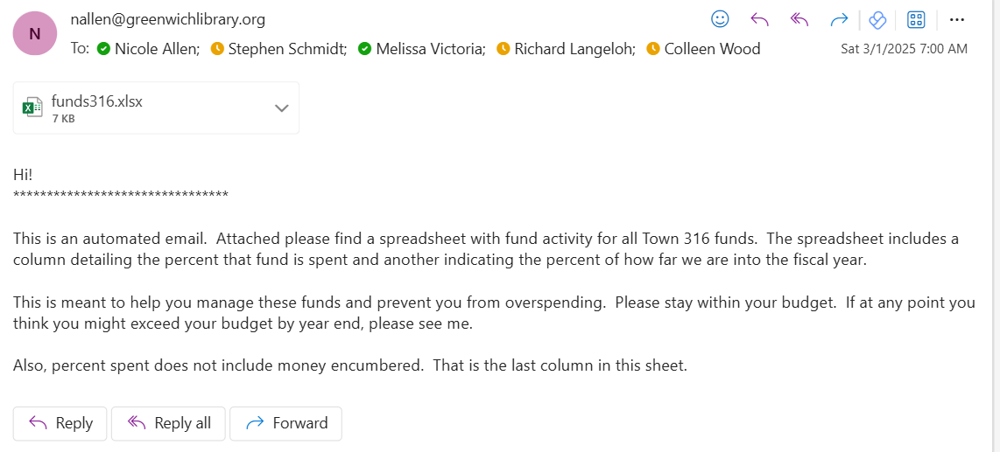 N
nallen@greenwichlibrary.org
To: Nicole Allen; Stephen Schmidt; Melissa Victoria; Richard Langeloh; Colleen Wood
Sat 3/1/2025 7:00 AM
funds316.xlsx
7 KB
Hi!
*********************************
This is an automated email.  Attached please find a spreadsheet with fund activity for all Town 316 funds.  The spreadsheet includes a
column detailing the percent that fund is spent and another indicating the percent of how far we are into the fiscal year.
This is meant to help you manage these funds and prevent you from overspending.  Please stay within your budget.  If at any point you
think you might exceed your budget by year end, please see me.
Also, percent spent does not include money encumbered.  That is the last column in this sheet.
Reply
Reply all
Forward